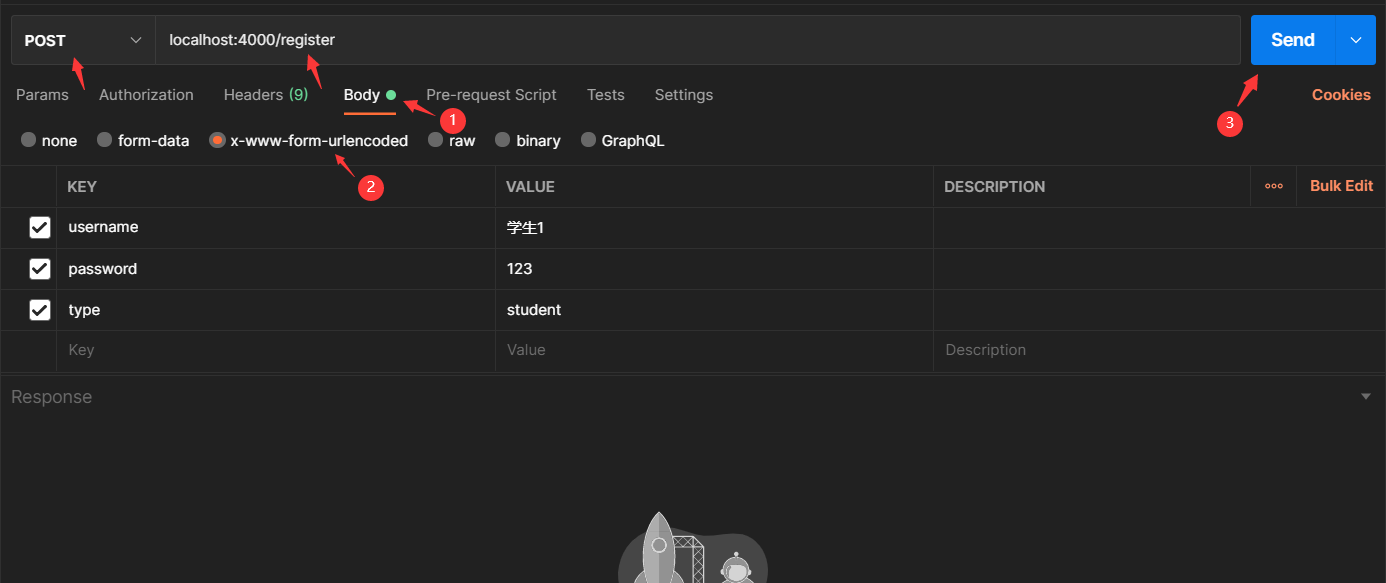 POST localhost:4000/register Send
Params Authorization Headers (9) Body Pre-request Script Tests Settings Cookies
1
3
none form-data x-www-form-urlencoded raw binary GraphQL
2
KEY VALUE DESCRIPTION Bulk Edit
username 学生1
password 123
type student
Key Value Description
Response